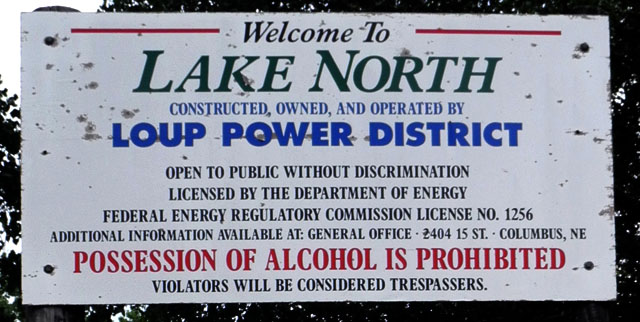 Welcome To
LAKE NORTH
CONSTRUCTED, OWNED, AND OPERATED BY
LOUP POWER DISTRICT
OPEN TO PUBLIC WITHOUT DISCRIMINATION
LICENSED BY THE DEPARTMENT OF ENERGY
FEDERAL ENERGY REGULATORY COMMISSION LICENSE NO. 1256
ADDITIONAL INFORMATION AVAILABLE AT: GENERAL OFFICE · 2404 15 ST. · COLUMBUS, NE
POSSESSION OF ALCOHOL IS PROHIBITED
VIOLATORS WILL BE CONSIDERED TRESPASSERS.